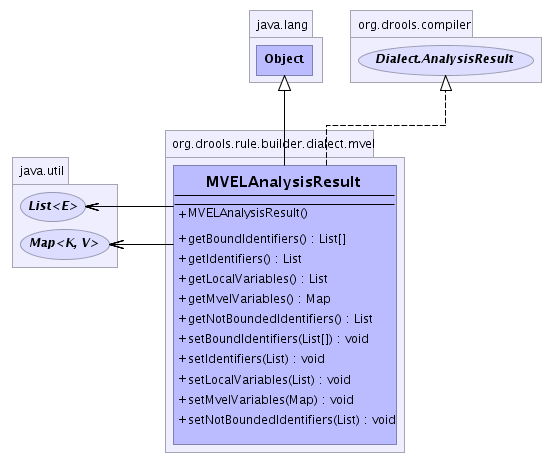 java.lang
Object
org.drools.compiler
Dialect.AnalysisResult
java.util
List<E>
Map<K, V>
org.drools.rule.builder.dialect.mvel
MVELAnalysisResult
+ MVELAnalysisResult()
+ getBoundIdentifiers() : List[]
+ getIdentifiers() : List
+ getLocalVariables() : List
+ getMvelVariables() : Map
+ getNotBoundedIdentifiers() : List
+ setBoundIdentifiers(List[]) : void
+ setIdentifiers(List) : void
+ setLocalVariables(List) : void
+ setMvelVariables(Map) : void
+ setNotBoundedIdentifiers(List) : void